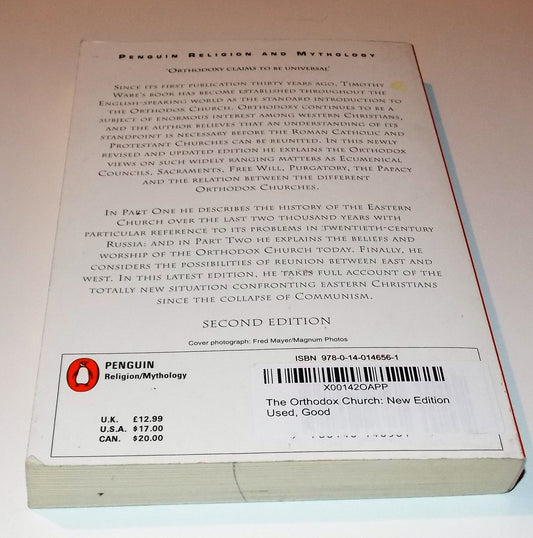 PENGUIN RELIGION AND MYTHOLOGY
'ORTHODOXY CLAIMS TO BE UNIVERSAL'
SINCE ITS FIRST PUBLICATION THIRTY YEARS AGO, TIMOTHY
WARE'S BOOK HAS BECOME ESTABLISHED THROUGHOUT THE
ENGLISH-SPEAKING WORLD AS THE STANDARD INTRODUCTION TO
THE ORTHODOX CHURCH. ORTHODOXY CONTINUES TO BE A
SUBJECT OF ENORMOUS INTEREST AMONG WESTERN CHRISTIANS,
AND THE AUTHOR BELIEVES THAT AN UNDERSTANDING OF ITS
STANDPOINT IS NECESSARY BEFORE THE ROMAN CATHOLIC AND
PROTESTANT CHURCHES CAN BE REUNITED. IN THIS NEWLY
REVISED AND UPDATED EDITION HE EXPLAINS THE ORTHODOX
VIEWS ON SUCH WIDELY RANGING MATTERS AS ECUMENICAL
COUNCILS, SACRAMENTS, FREE WILL, PURGATORY, THE PAPACY
AND THE RELATION BETWEEN THE DIFFERENT
ORTHODOX CHURCHES.
IN PART ONE HE DESCRIBES THE HISTORY OF THE EASTERN
CHURCH OVER THE LAST TWO THOUSAND YEARS WITH
PARTICULAR REFERENCE TO ITS PROBLEMS IN TWENTIETH-CENTURY
RUSSIA: AND IN PART TWO HE EXPLAINS THE BELIEFS AND
WORSHIP OF THE ORTHODOX CHURCH TODAY. FINALLY, HE
CONSIDERS THE POSSIBILITIES OF REUNION BETWEEN EAST AND
WEST. IN THIS LATEST EDITION, HE TAKES FULL ACCOUNT OF THE
TOTALLY NEW SITUATION CONFRONTING EASTERN CHRISTIANS
SINCE THE COLLAPSE OF COMMUNISM.
SECOND EDITION
Cover photograph: Fred Mayer/Magnum Photos
PENGUIN
Religion/Mythology
U.K. £12.99
U.S.A. $17.00
CAN. $20.00
ISBN 978-0-14-014656-1
X00142OAPP
The Orthodox Church: New Edition
Used, Good